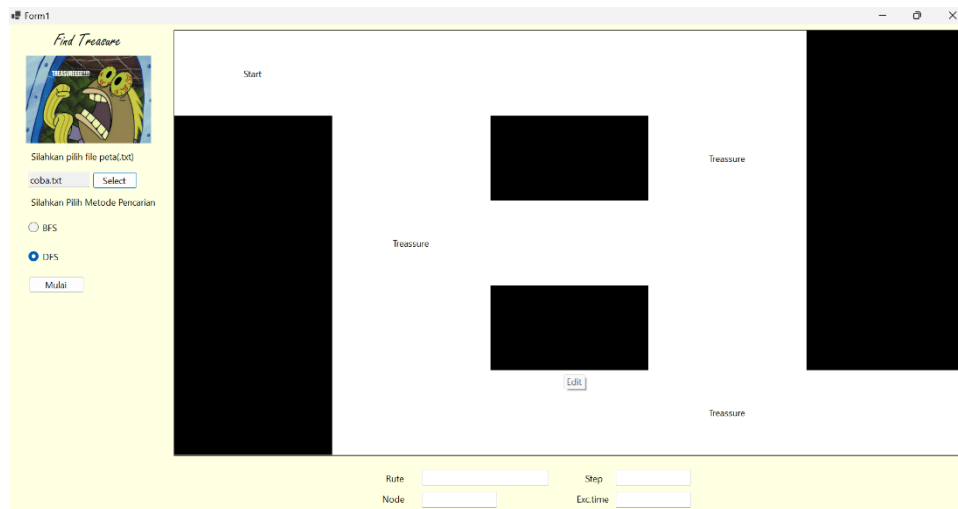 Form1
Find Treasure
TREASUREEE!!!!
Silahkan pilih file peta(.txt)
coba.txt Select
Silahkan Pilih Metode Pencarian
BFS
DFS
Mulai
Start
Treassure
Treassure
Edit
Treassure
Rute Step
Node Exc.time